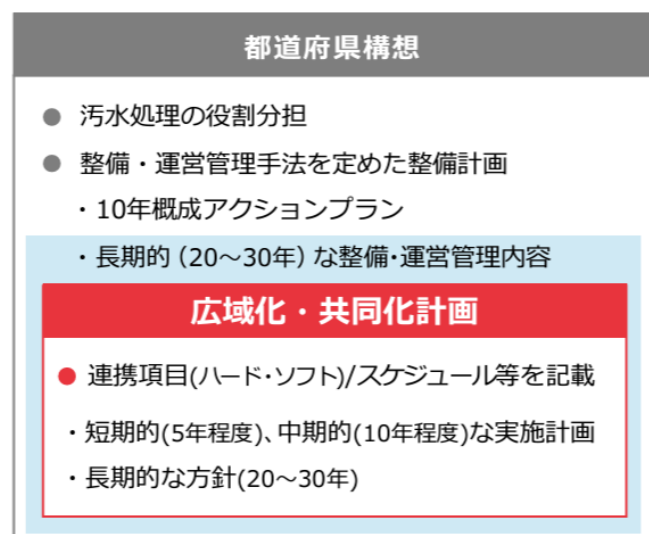 都道府県構想
● 汚水処理の役割分担
● 整備・運営管理手法を定めた整備計画
・10年概成アクションプラン
・長期的（20～30年）な整備・運営管理内容
広域化・共同化計画
● 連携項目(ハード・ソフト)/スケジュール等を記載
・短期的(5年程度)、中期的(10年程度)な実施計画
・長期的な方針(20～30年)